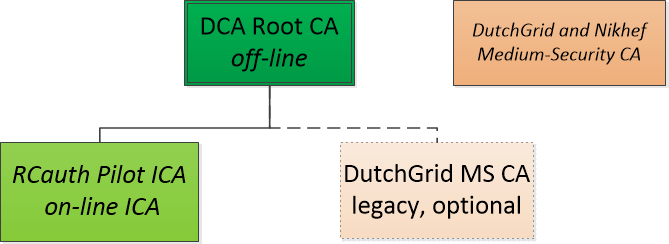 DCA Root CA
off-line
DutchGrid and Nikhef
Medium-Security CA
RCauth Pilot ICA
on-line ICA
DutchGrid MS CA
legacy, optional